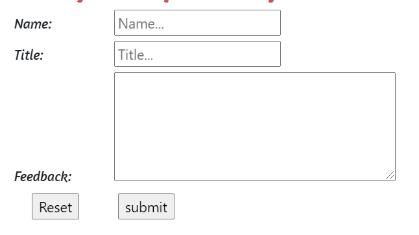 Name: Name...
Title: Title...
Feedback:
Reset submit